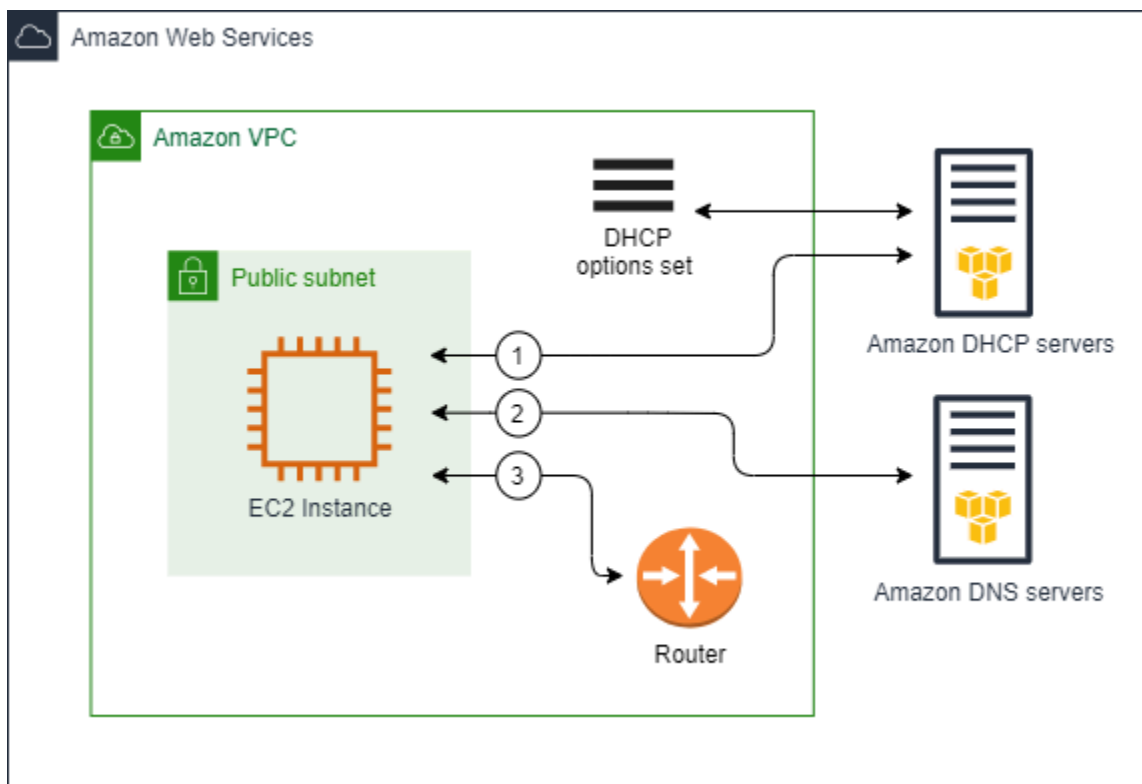 Amazon Web Services
Amazon VPC
DHCP
options set
Public subnet
1
Amazon DHCP servers
2
3
EC2 Instance
Amazon DNS servers
Router